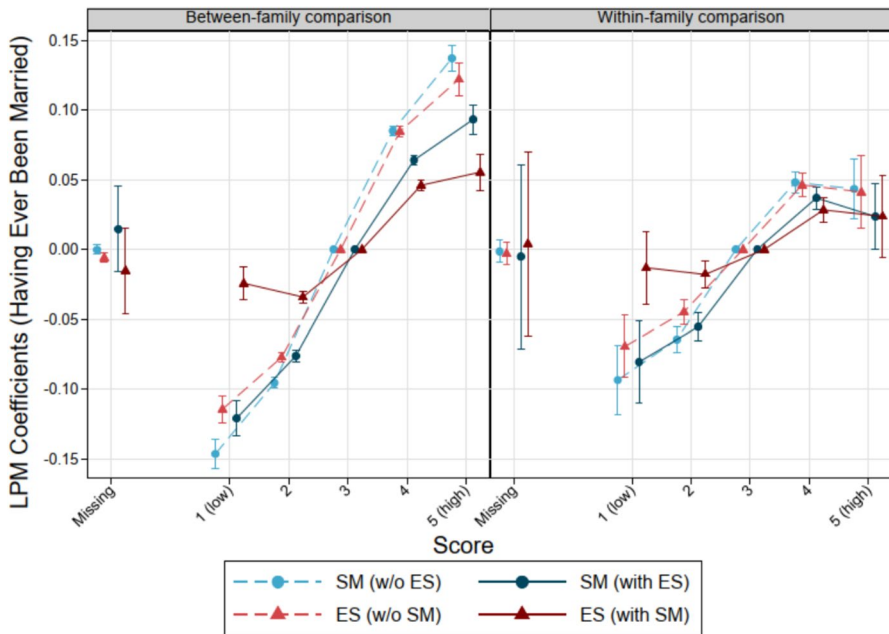 Between-family comparison
Within-family comparison
LPM Coefficients (Having Ever Been Married)
0.15
0.10
0.05
0.00
-0.05
-0.10
-0.15
Missing
1 (low)
2
3
4
5 (high)
Missing
1 (low)
2
3
4
5 (high)
Score
SM (w/o ES)
SM (with ES)
ES (w/o SM)
ES (with SM)